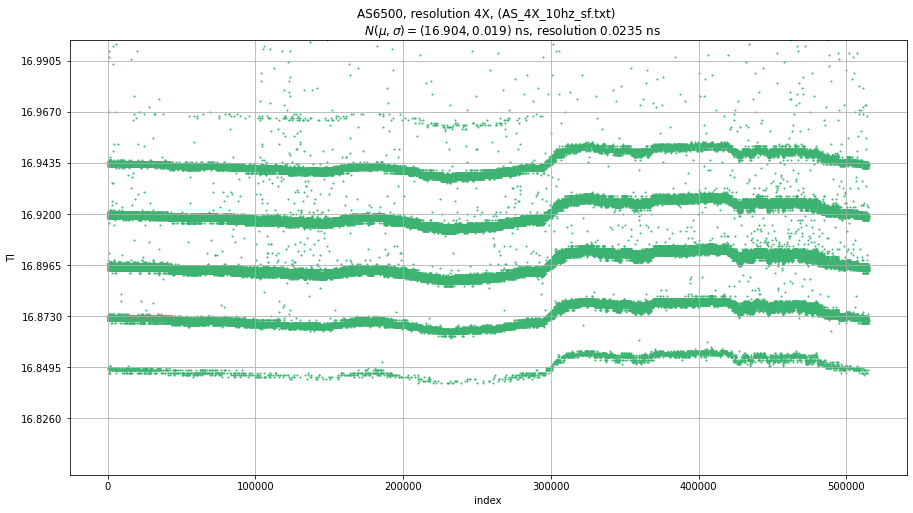 AS6500, resolution 4X, (AS_4X_10hz_sf.txt)
N(μ, σ) = (16.904, 0.019) ns, resolution 0.0235 ns
16.9905
16.9670
16.9435
16.9200
16.8965
16.8730
16.8495
16.8260
TI
0 100000 200000 300000 400000 500000
index